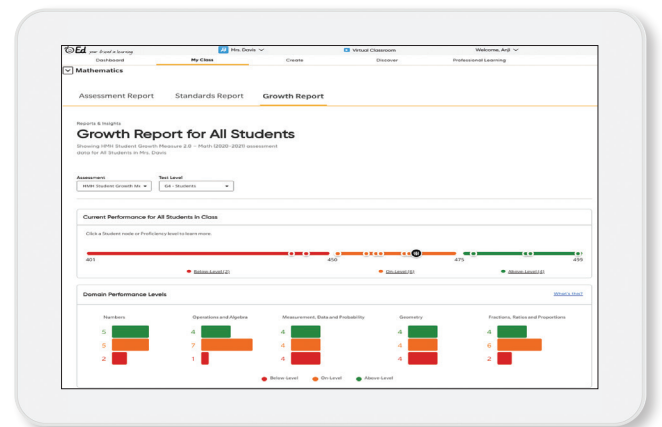 Ed your friend in learning
Mrs. Davis
Virtual Classroom
Welcome, Arji
Dashboard
My Class
Create
Discover
Professional Learning
Mathematics
Assessment Report
Standards Report
Growth Report
Reports & Insights
Growth Report for All Students
Showing HMH Student Growth Measure 2.0 – Math (2020-2021) assessment
data for All Students in Mrs. Davis
Assessment
Test Level
HMH Student Growth Me
G4 - Students
Current Performance for All Students in Class
Click a Student node or Proficiency level to learn more.
401
450
475
499
Below-Level (2)
On-Level (6)
Above-Level (4)
Domain Performance Levels
What's this?
Numbers
5
5
2
Operations and Algebra
4
7
1
Measurement, Data and Probability
4
4
4
Geometry
4
4
4
Fractions, Ratios and Proportions
4
6
2
Below-Level
On-Level
Above-Level